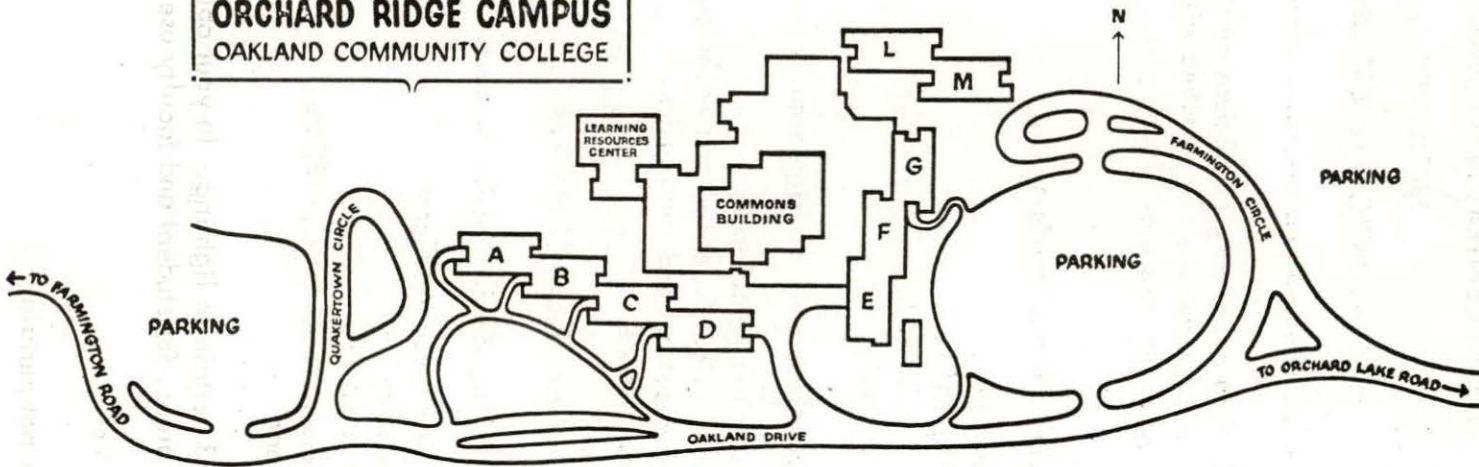 ORCHARD RIDGE CAMPUS
OAKLAND COMMUNITY COLLEGE
N
L
M
LEARNING
RESOURCES
CENTER
G
FARMINGTON CIRCLE
PARKING
COMMONS
BUILDING
QUAKERTOWN CIRCLE
F
A
B
PARKING
← TO FARMINGTON ROAD
C
E
PARKING
D
TO ORCHARD LAKE ROAD →
OAKLAND DRIVE